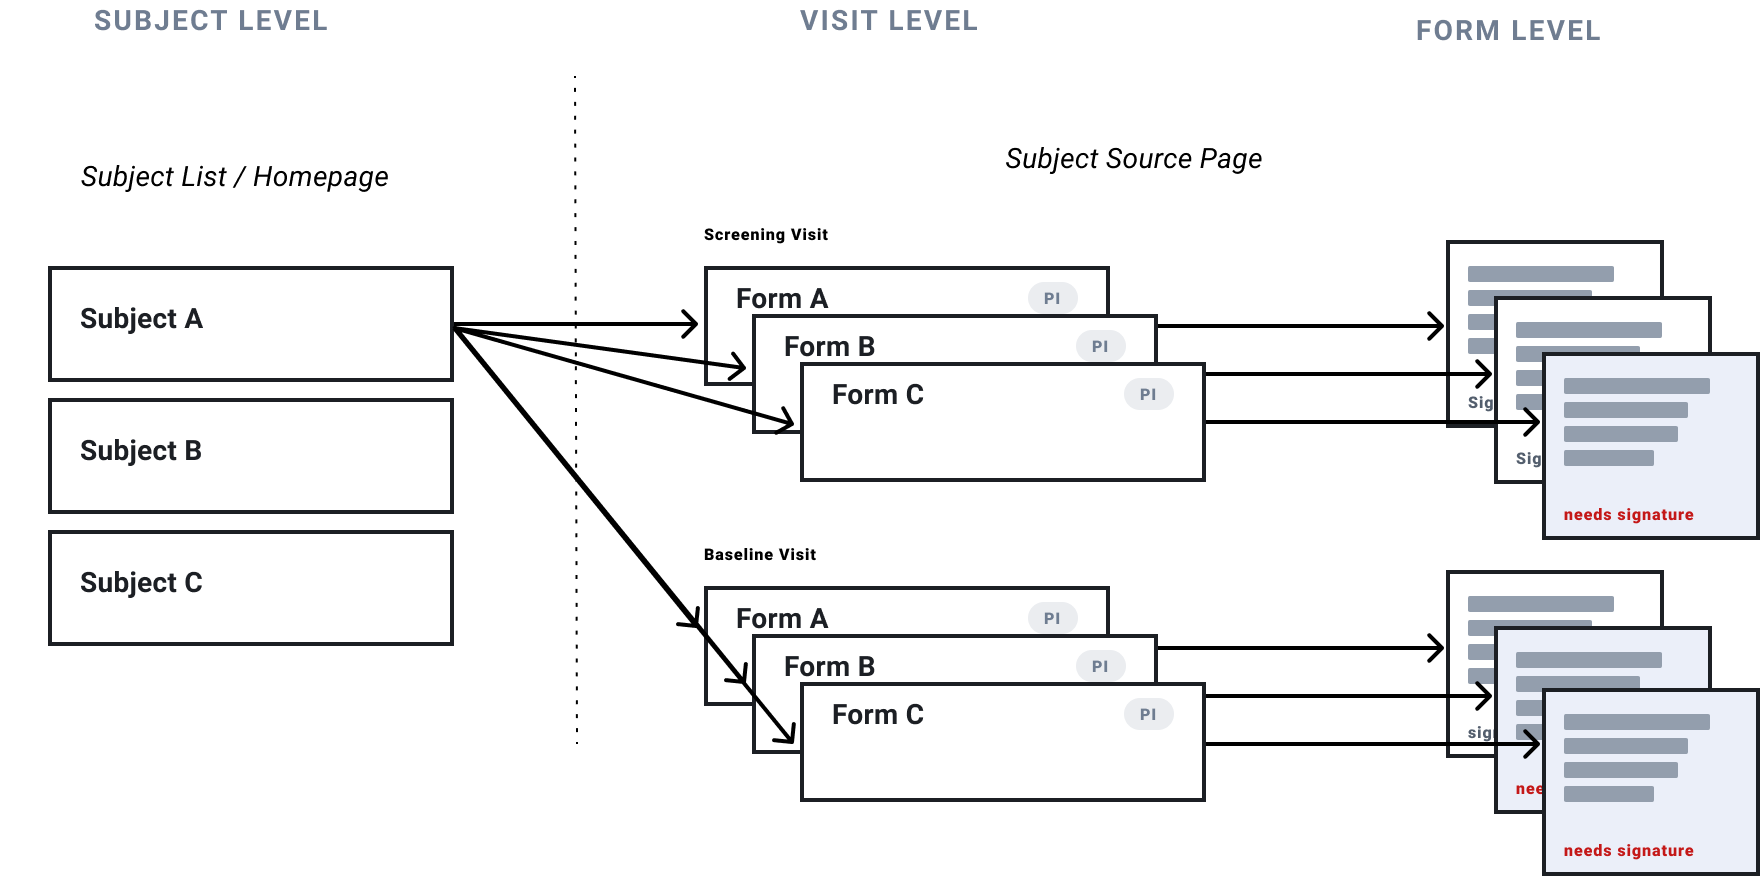 SUBJECT LEVEL
VISIT LEVEL
FORM LEVEL
Subject List / Homepage
Subject Source Page
Subject A
Subject B
Subject C
Screening Visit
Form A
PI
Form B
PI
Form C
PI
Sig
Sig
needs signature
Baseline Visit
Form A
PI
Form B
PI
Form C
PI
sig
nee
needs signature